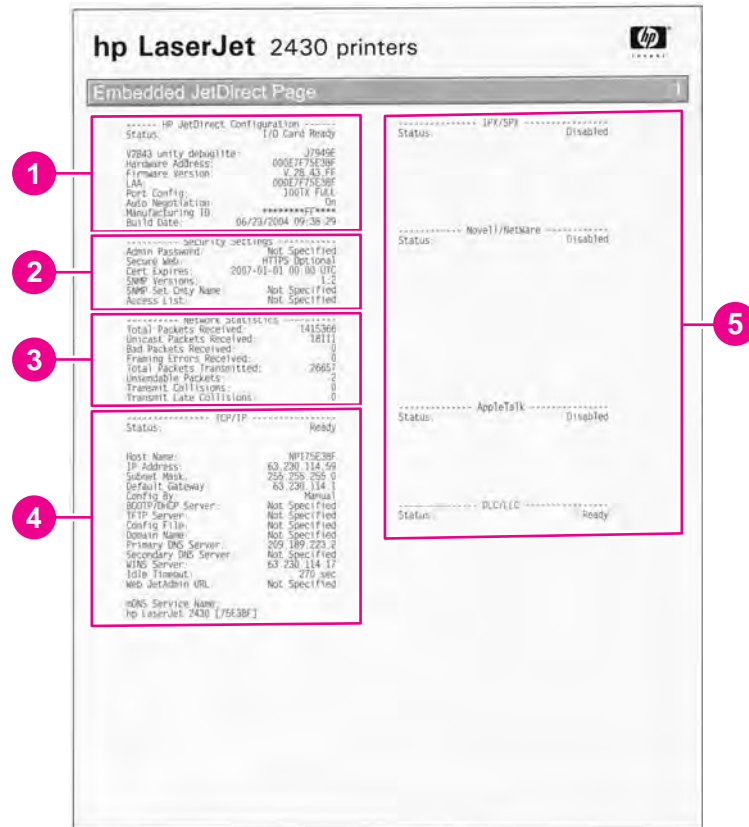 hp LaserJet 2430 printers
hp
invent
Embedded JetDirect Page 1
------ HP JetDirect Configuration ------
Status: I/O Card Ready
V2843 unity debuglite: J7949E
Hardware Address: 000E7F75E38F
Firmware Version: V.28.43.FF
LAA: 000E7F75E38F
Port Config: 100TX FULL
Auto Negotiation: On
Manufacturing ID: ********FF****
Build Date: 06/23/2004 09:38:29
1
---------- Security Settings -----------
Admin Password: Not Specified
Secure Web: HTTPS Optional
Cert Expires: 2007-01-01 00:00 UTC
SNMP Versions: 1;2
SNMP Set Cmty Name: Not Specified
Access List: Not Specified
2
---------- Network Statistics ----------
Total Packets Received: 1415366
Unicast Packets Received: 18111
Bad Packets Received: 0
Framing Errors Received: 0
Total Packets Transmitted: 26657
Unsendable Packets: 2
Transmit Collisions: 0
Transmit Late Collisions: 0
3
--------------- TCP/IP ---------------
Status: Ready
Host Name: NPI75E38F
IP Address: 63.230.114.59
Subnet Mask: 255.255.255.0
Default Gateway: 63.230.114.1
Config By: Manual
BOOTP/DHCP Server: Not Specified
TFTP Server: Not Specified
Config File: Not Specified
Domain Name: Not Specified
Primary DNS Server: 209.189.223.2
Secondary DNS Server: Not Specified
WINS Server: 63.230.114.17
Idle Timeout: 270 sec
Web JetAdmin URL: Not Specified
mDNS Service Name:
hp LaserJet 2430 [75E38F]
4
--------------- IPX/SPX ---------------
Status: Disabled
------------ Novell/NetWare ------------
Status: Disabled
5
-------------- AppleTalk --------------
Status: Disabled
--------------- DLC/LLC ---------------
Status: Ready